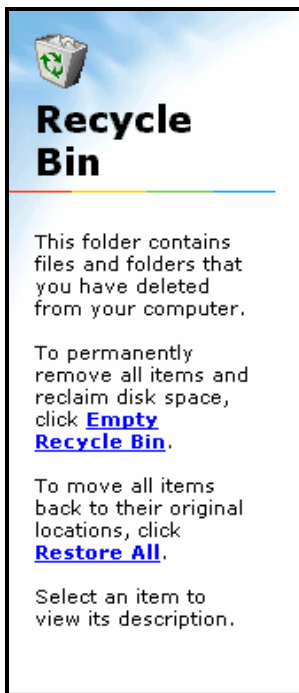 Recycle
Bin
This folder contains
files and folders that
you have deleted
from your computer.
To permanently
remove all items and
reclaim disk space,
click Empty
Recycle Bin.
To move all items
back to their original
locations, click
Restore All.
Select an item to
view its description.